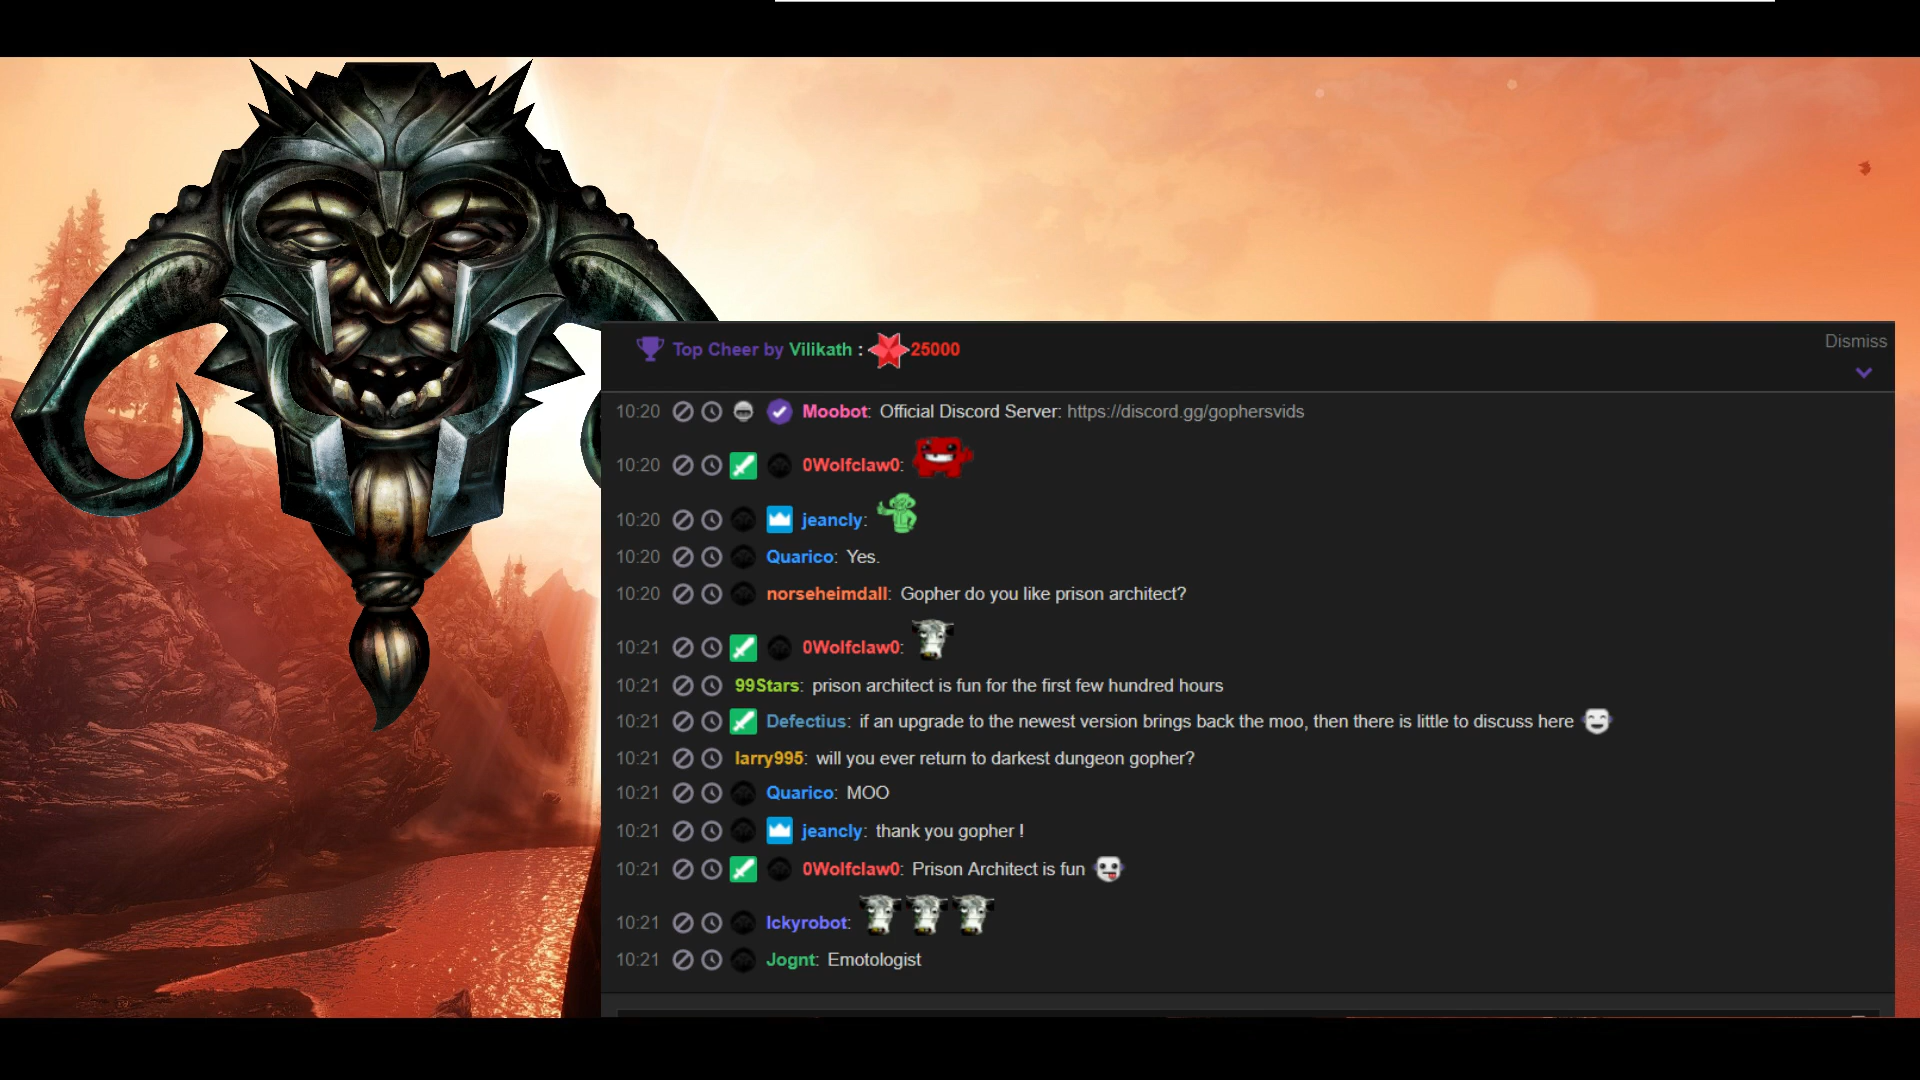 Top Cheer by Vilikath : 25000
Dismiss
10:20 Moobot: Official Discord Server: https://discord.gg/gophersvids
10:20 0Wolfclaw0:
10:20 jeancly:
10:20 Quarico: Yes.
10:20 norseheimdall: Gopher do you like prison architect?
10:21 0Wolfclaw0:
10:21 99Stars: prison architect is fun for the first few hundred hours
10:21 Defectius: if an upgrade to the newest version brings back the moo, then there is little to discuss here
10:21 larry995: will you ever return to darkest dungeon gopher?
10:21 Quarico: MOO
10:21 jeancly: thank you gopher !
10:21 0Wolfclaw0: Prison Architect is fun
10:21 Ickyrobot:
10:21 Jognt: Emotologist